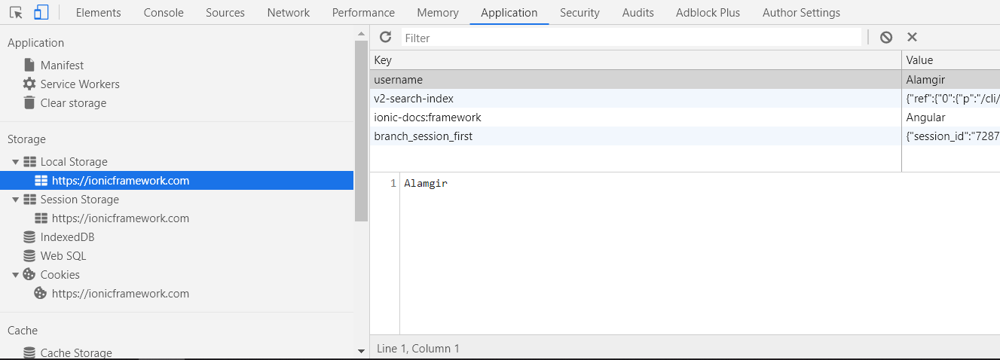 Elements Console Sources Network Performance Memory Application Security Audits Adblock Plus Author Settings
Application
Manifest
Service Workers
Clear storage
Storage
Local Storage
https://ionicframework.com
Session Storage
https://ionicframework.com
IndexedDB
Web SQL
Cookies
https://ionicframework.com
Cache
Cache Storage
Filter
Key Value
username Alamgir
v2-search-index {"ref":{"0":{"p":"/cli/
ionic-docs:framework Angular
branch_session_first {"session_id":"7287
1 Alamgir
Line 1, Column 1